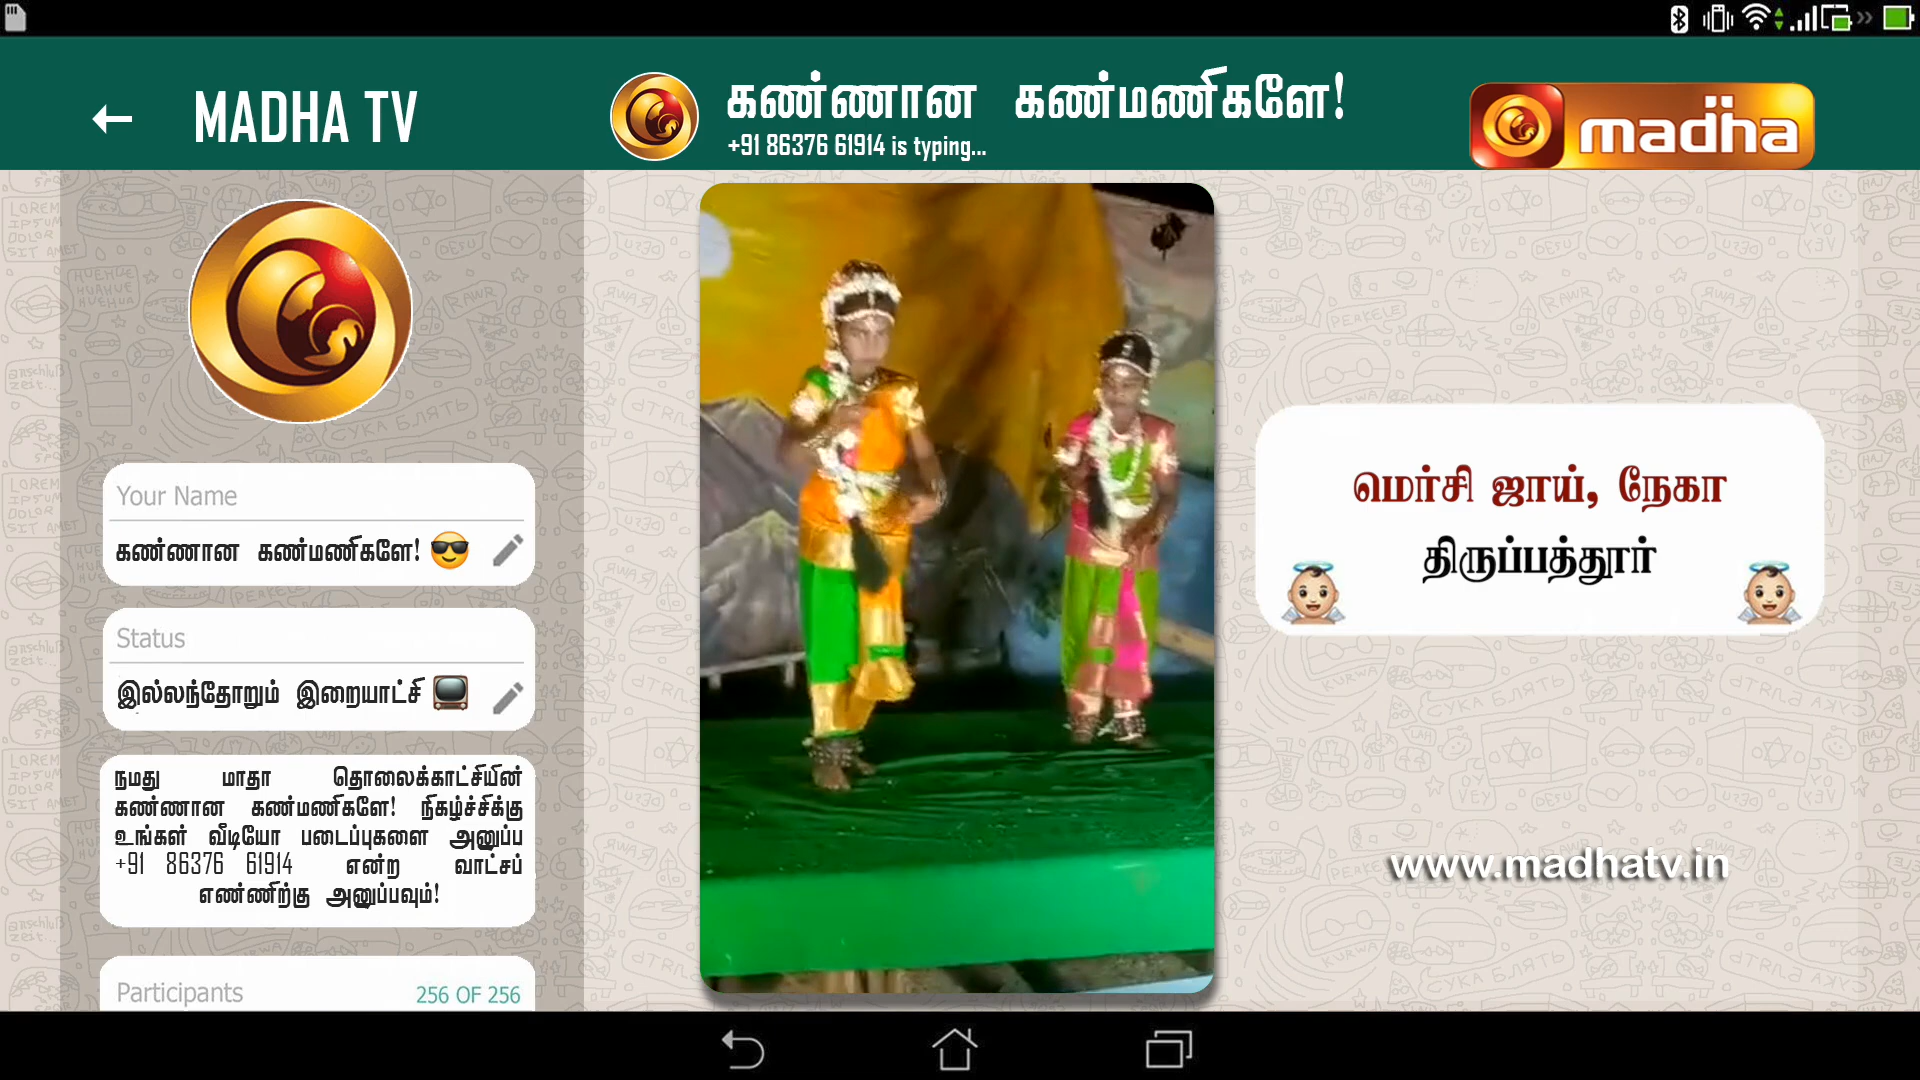 MADHA TV
கண்ணான கண்மணிகளே!
+91 86376 61914 is typing...
madha
Your Name
கண்ணான கண்மணிகளே! 😎
Status
இல்லந்தோறும் இறையாட்சி 📺
நமது மாதா தொலைக்காட்சியின்
கண்ணான கண்மணிகளே! நிகழ்ச்சிக்கு
உங்கள் வீடியோ படைப்புகளை அனுப்ப
+91 86376 61914 என்ற வாட்சப்
எண்ணிற்கு அனுப்பவும்!
Participants 256 OF 256
மெர்சி ஜாய், நேகா
திருப்பத்தூர்
www.madhatv.in